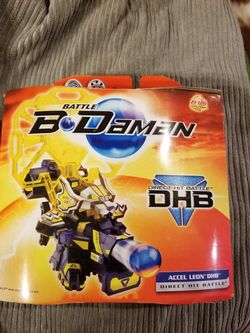 BATTLE
B·DAMAN
DIRECT HIT BATTLE
DHB
ACCEL LEON DHB
DIRECT HIT BATTLE